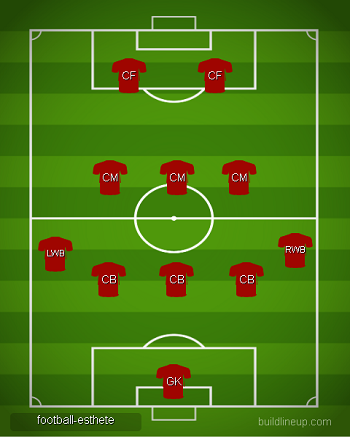 CF CF
CM CM CM
LWB RWB
CB CB CB
GK
football-esthete
buildlineup.com